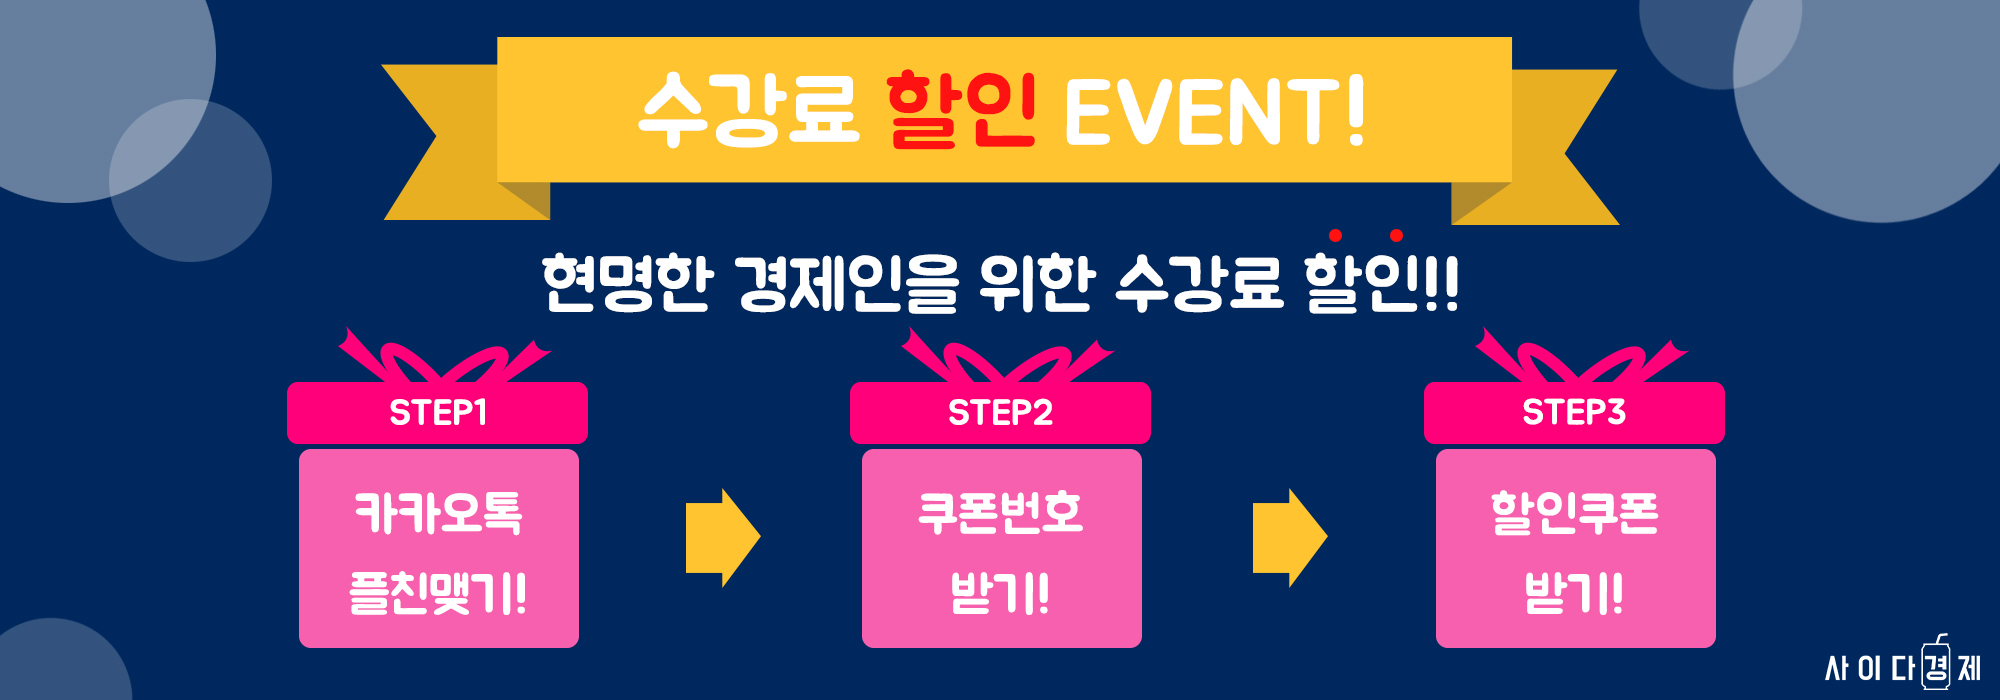 수강료 할인 EVENT!
현명한 경제인을 위한 수강료 할인!!
STEP1
카카오톡
플친맺기!
STEP2
쿠폰번호
받기!
STEP3
할인쿠폰
받기!
사이다경제